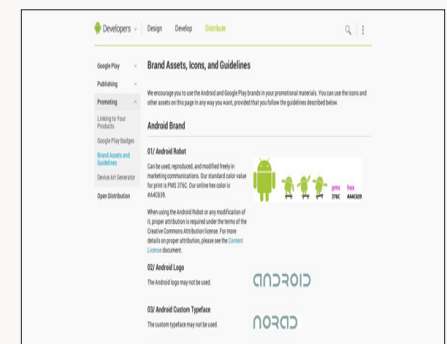 Developers Design Develop Distribute
Google Play
Publishing
Promoting
Linking to Your
Products
Google Play Badges
Brand Assets and
Guidelines
Device Art Generator
Open Distribution
Brand Assets, Icons, and Guidelines
We encourage you to use the Android and Google Play brands in your promotional materials. You can use the icons and
other assets on this page in any way you want, provided that you follow the guidelines described below.
Android Brand
01/ Android Robot
Can be used, reproduced, and modified freely in
marketing communications. Our standard color value
for print is PMS 376C. Our online hex color is
#A4C639.
When using the Android Robot or any modification of
it, proper attribution is required under the terms of the
Creative Commons Attribution license. For more
details on proper attribution, please see the Content
License document.
pms hex
376C #A4C639
02/ Android Logo
The Android logo may not be used.
ANDROID
03/ Android Custom Typeface
The custom typeface may not be used.
NORAD